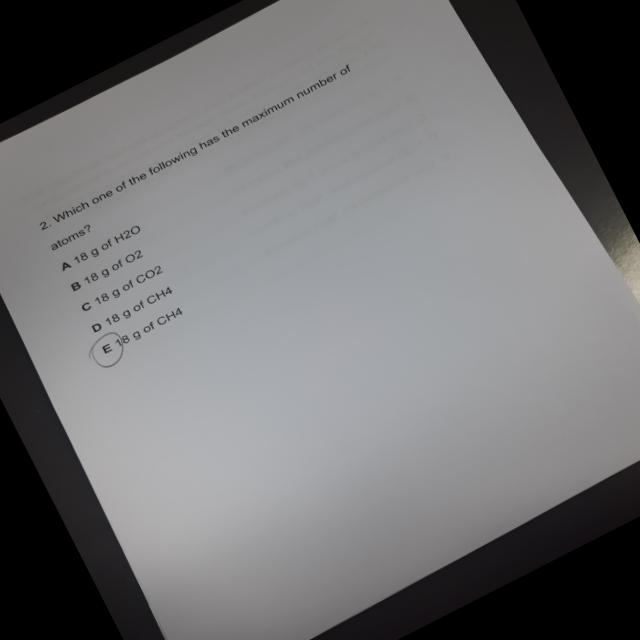 2. Which one of the following has the maximum number of
atoms?
A 18 g of H2O
B 18 g of O2
C 18 g of CO2
D 18 g of CH4
E 18 g of CH4